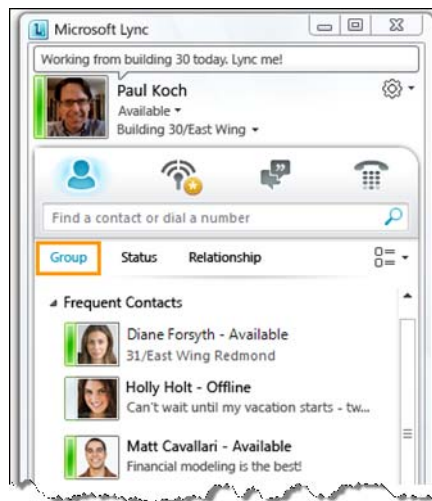 Microsoft Lync
Working from building 30 today. Lync me!
Paul Koch
Available
Building 30/East Wing
Find a contact or dial a number
Group Status Relationship
Frequent Contacts
Diane Forsyth - Available
31/East Wing Redmond
Holly Holt - Offline
Can't wait until my vacation starts - tw...
Matt Cavallari - Available
Financial modeling is the best!